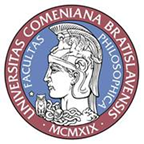 UNIVERSITAS COMENIANA BRATISLAVENSIS
FACULTAS PHILOSOPHICA
MCMXIX